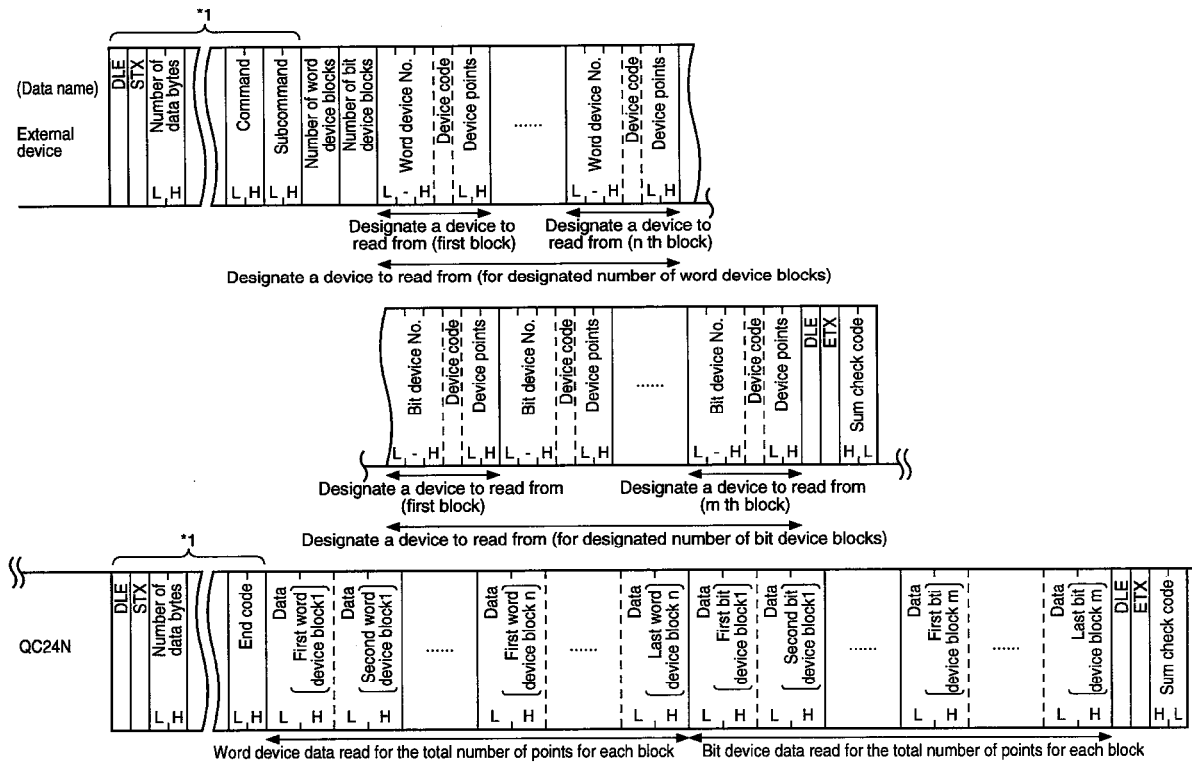 *1
(Data name)
External device
DLE
STX
Number of data bytes
L H
Command
L H
Subcommand
L H
Number of word device blocks
Number of bit device blocks
Word device No.
L - H
Device code
Device points
L H
......
Word device No.
L - H
Device code
Device points
L H
Designate a device to read from (first block)
Designate a device to read from (n th block)
Designate a device to read from (for designated number of word device blocks)
Bit device No.
L - H
Device code
Device points
L H
Bit device No.
L - H
Device code
Device points
L H
......
Bit device No.
L - H
Device code
Device points
L H
DLE
ETX
Sum check code
H L
Designate a device to read from (first block)
Designate a device to read from (m th block)
Designate a device to read from (for designated number of bit device blocks)
*1
QC24N
DLE
STX
Number of data bytes
L H
End code
L H
Data
First word device block1
L H
Data
Second word device block1
L H
......
Data
First word device block n
L H
......
Data
Last word device block n
L H
Data
First bit device block1
L H
Data
Second bit device block1
L H
......
Data
First bti device block m
L H
......
Data
Last bit device block m
L H
DLE
ETX
Sum check code
H L
Word device data read for the total number of points for each block
Bit device data read for the total number of points for each block